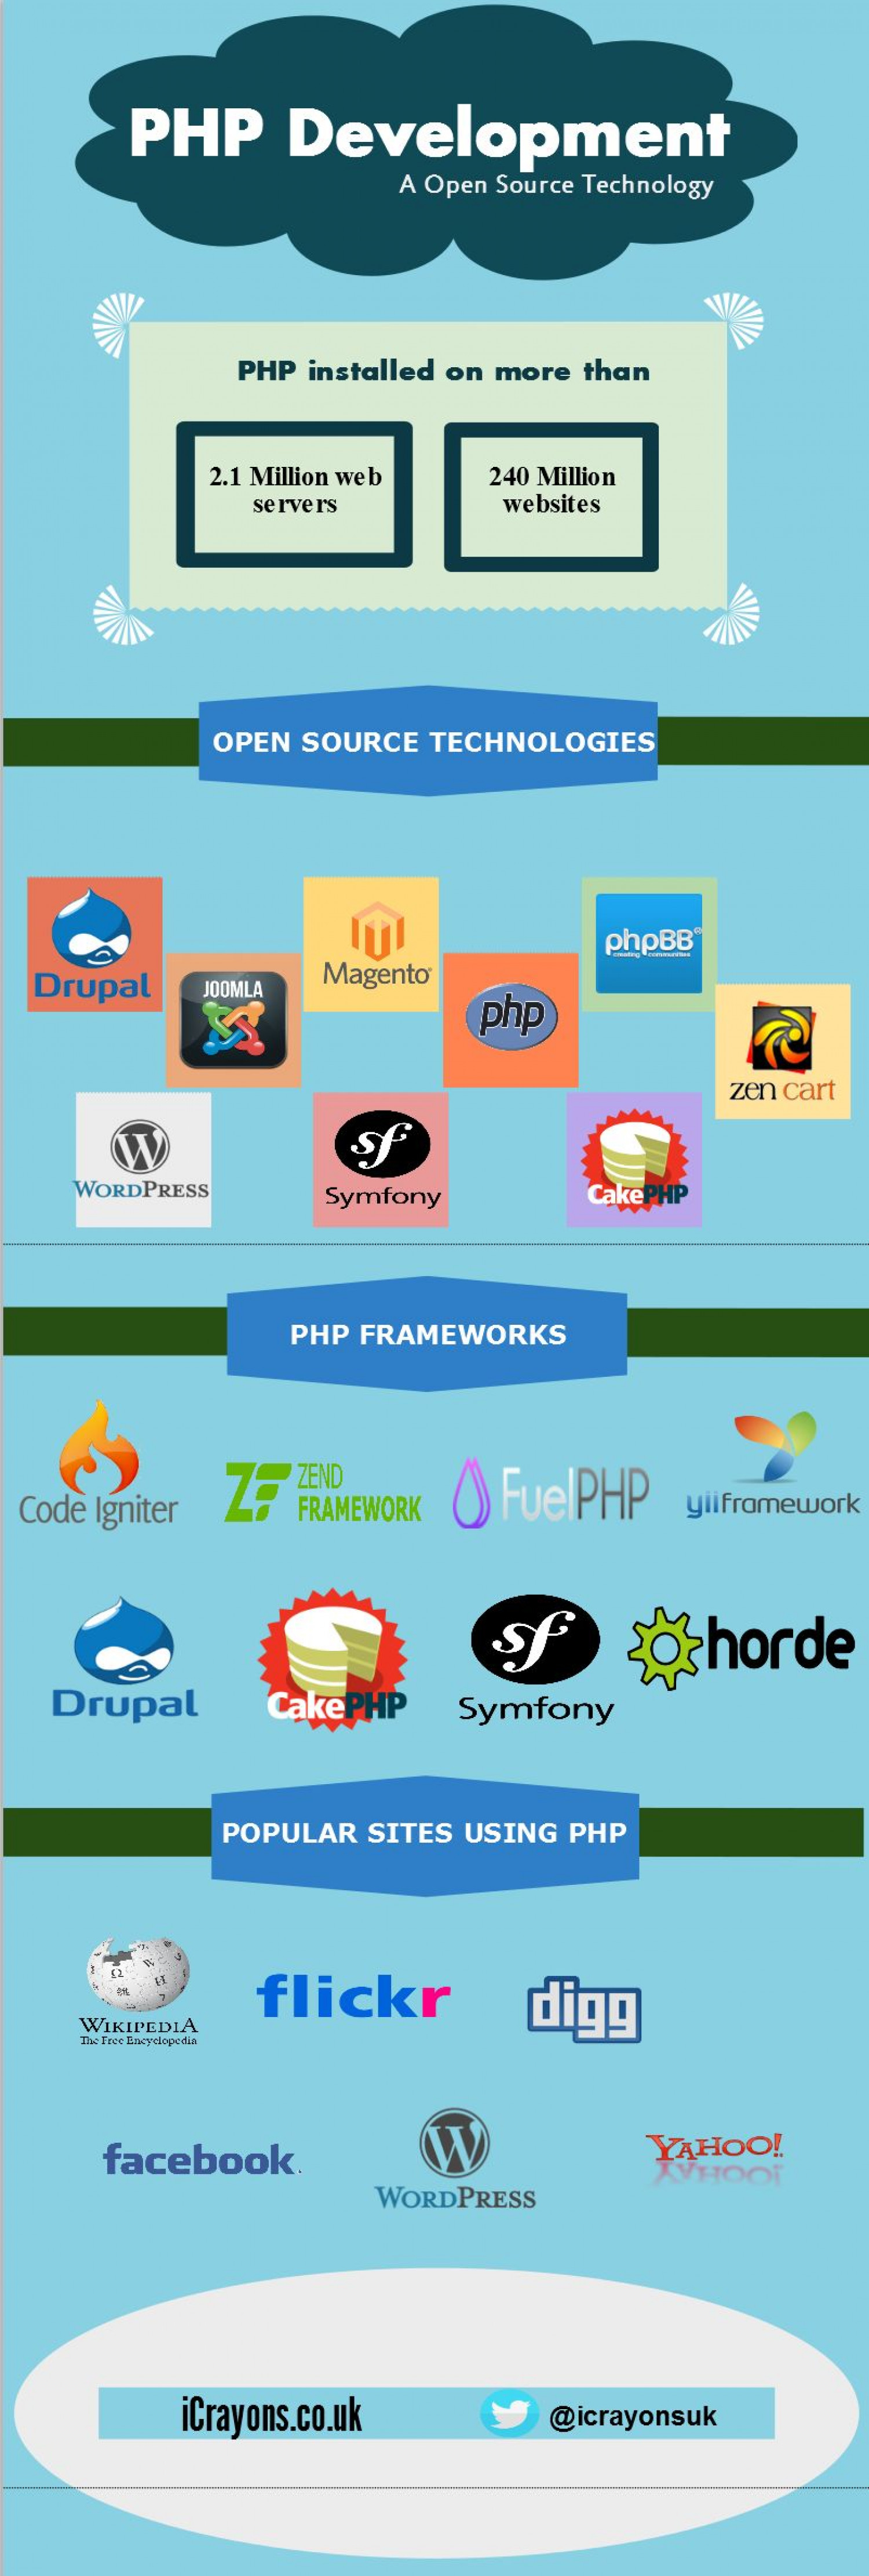 PHP Development
A Open Source Technology
PHP installed on more than
2.1 Million web
servers
240 Million
websites
OPEN SOURCE TECHNOLOGIES
Drupal
JOOMLA
Magento
php
phpBB®
creating communities
zen cart
WORDPRESS
Symfony
CakePHP
PHP FRAMEWORKS
Code Igniter
ZEND
FRAMEWORK
FuelPHP
yiiframework
Drupal
CakePHP
sf
Symfony
horde
POPULAR SITES USING PHP
WIKIPEDIA
The Free Encyclopedia
flickr
digg
facebook.
WORDPRESS
YAHOO!
iCrayons.co.uk
@icrayonsuk